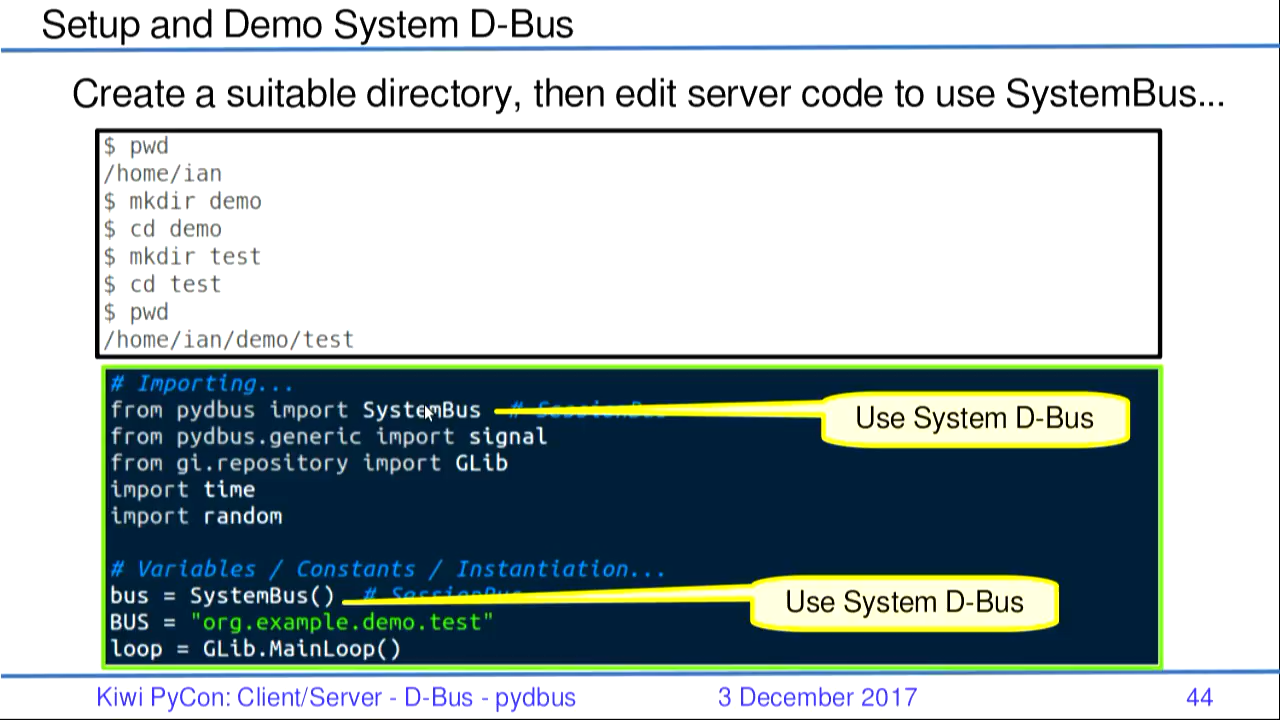 Setup and Demo System D-Bus
Create a suitable directory, then edit server code to use SystemBus...
$ pwd
/home/ian
$ mkdir demo
$ cd demo
$ mkdir test
$ cd test
$ pwd
/home/ian/demo/test
# Importing...
from pydbus import SystemBus # SessionBus
Use System D-Bus
from pydbus.generic import signal
from gi.repository import GLib
import time
import random
# Variables / Constants / Instantiation...
bus = SystemBus() # SessionBus
Use System D-Bus
BUS = "org.example.demo.test"
loop = GLib.MainLoop()
Kiwi PyCon: Client/Server - D-Bus - pydbus 3 December 2017 44